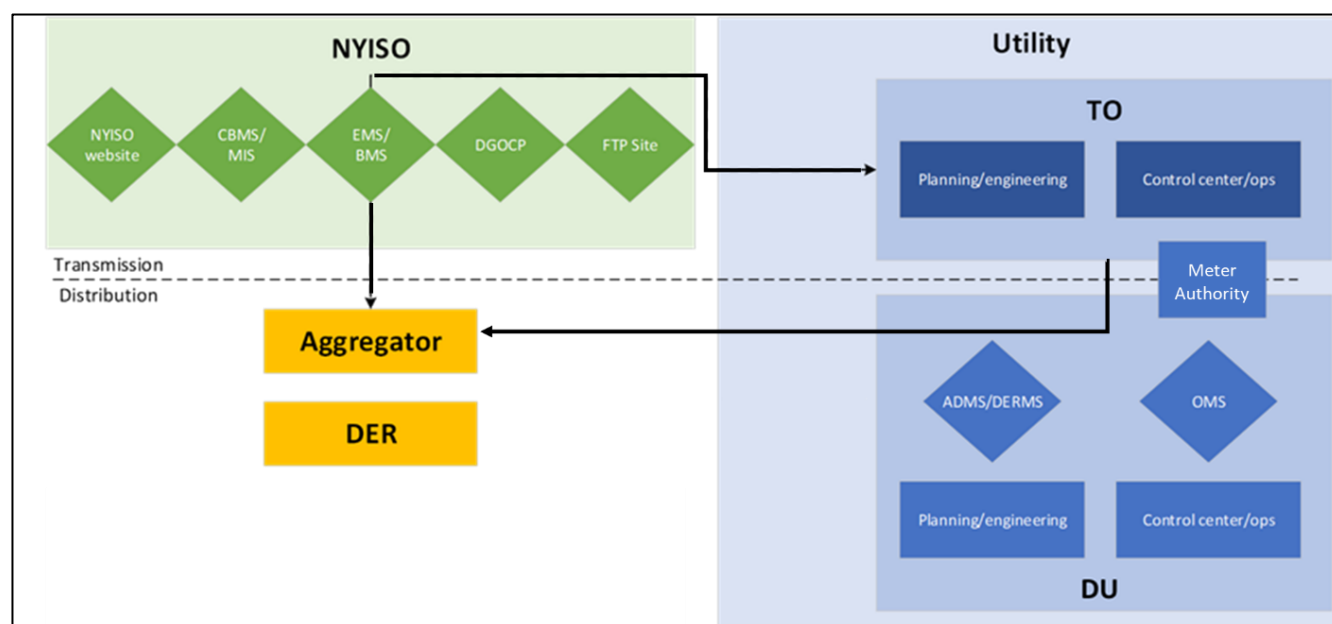 NYISO
Utility
NYISO
website
CBMS/
MIS
EMS/
BMS
DGOCP
FTP Site
TO
Planning/engineering
Control center/ops
Transmission
Distribution
Meter
Authority
Aggregator
DER
ADMS/DERMS
OMS
Planning/engineering
Control center/ops
DU